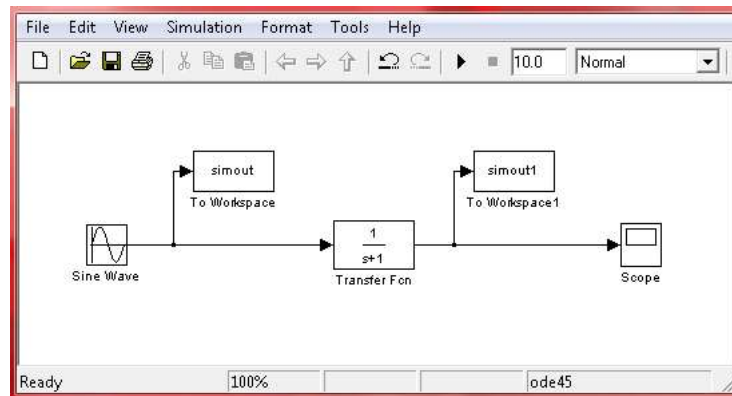 File Edit View Simulation Format Tools Help
10.0 Normal
simout
To Workspace
simout1
To Workspace1
Sine Wave
1
s+1
Transfer Fcn
Scope
Ready 100% ode45